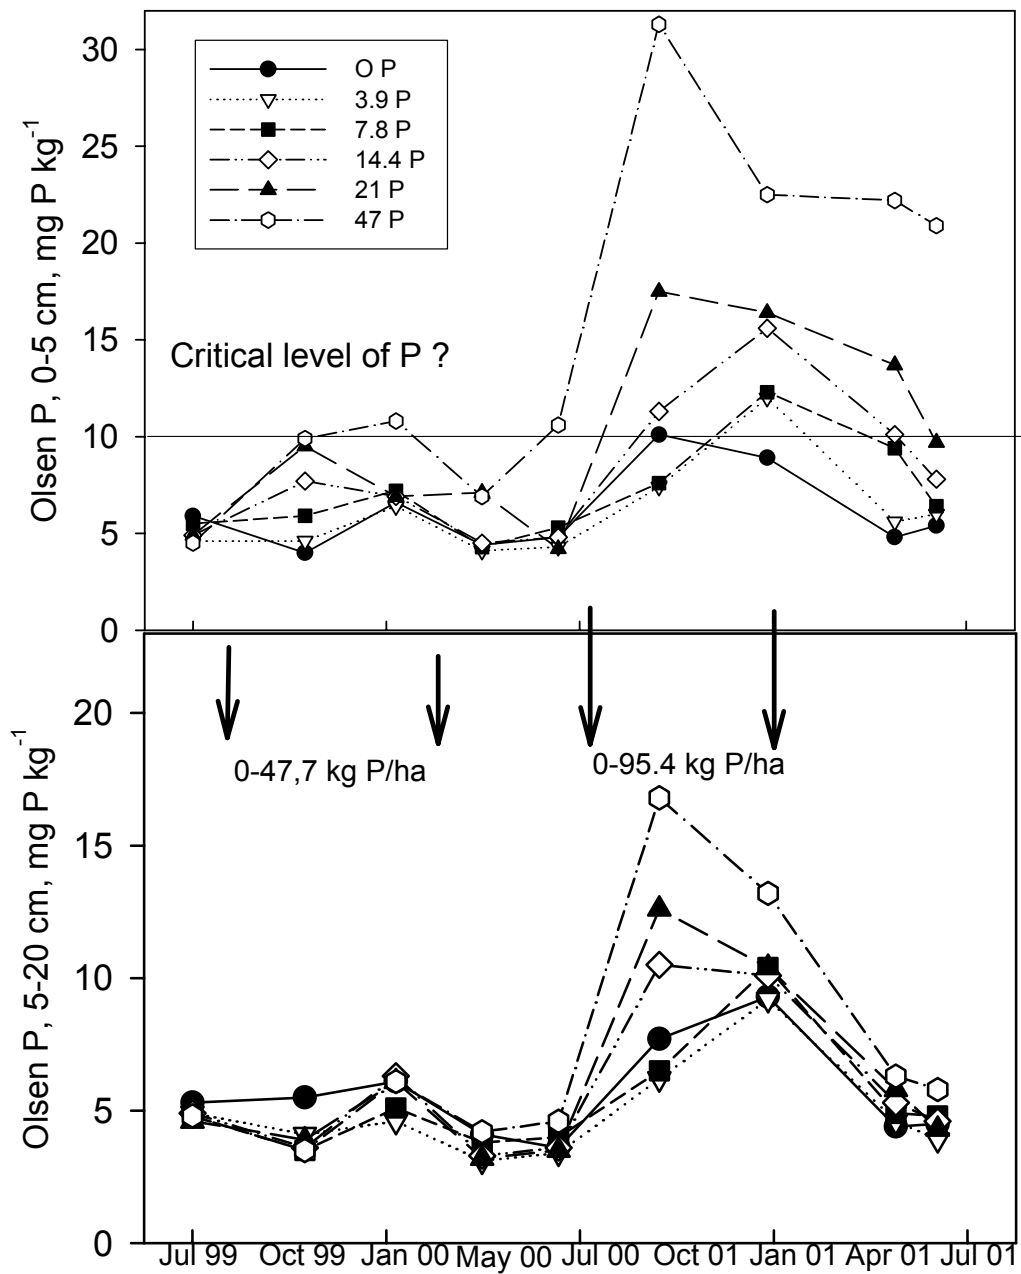 Olsen P, 0-5 cm, mg P kg-1
30
25
20
15
10
5
0
O P
3.9 P
7.8 P
14.4 P
21 P
47 P
Critical level of P ?
Olsen P, 5-20 cm, mg P kg-1
20
15
10
5
0
0-47,7 kg P/ha
0-95.4 kg P/ha
Jul 99 Oct 99 Jan 00 May 00 Jul 00 Oct 01 Jan 01 Apr 01 Jul 01